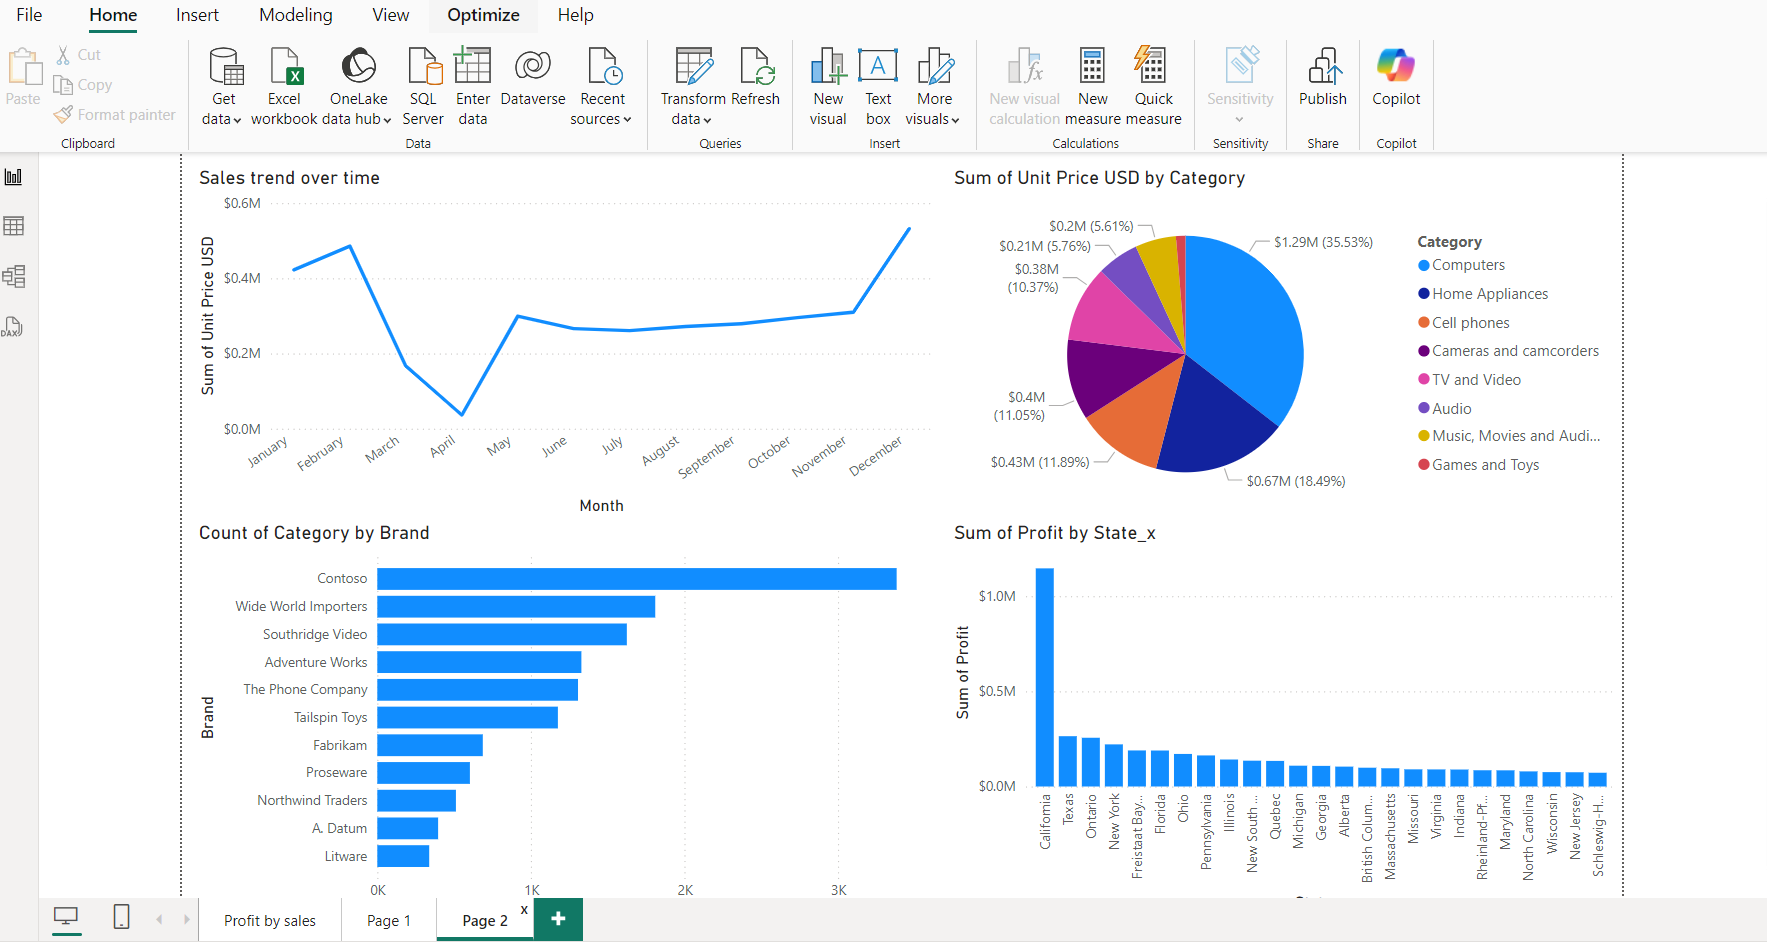 File Home Insert Modeling View Optimize Help
Paste
Cut
Copy
Format painter
Clipboard
Get data
Excel workbook
OneLake data hub
SQL Server
Enter data
Dataverse
Recent sources
Data
Transform data
Refresh
Queries
New visual
Text box
More visuals
Insert
New visual calculation
New measure
Quick measure
Calculations
Sensitivity
Sensitivity
Publish
Share
Copilot
Copilot
DAX
Sales trend over time
Sum of Unit Price USD
$0.6M
$0.4M
$0.2M
$0.0M
January February March April May June July August September October November December
Month
Sum of Unit Price USD by Category
$0.2M (5.61%)
$0.21M (5.76%)
$0.38M
(10.37%)
$0.4M
(11.05%)
$0.43M (11.89%)
$1.29M (35.53%)
$0.67M (18.49%)
Category
Computers
Home Appliances
Cell phones
Cameras and camcorders
TV and Video
Audio
Music, Movies and Audi...
Games and Toys
Count of Category by Brand
Brand
Contoso
Wide World Importers
Southridge Video
Adventure Works
The Phone Company
Tailspin Toys
Fabrikam
Proseware
Northwind Traders
A. Datum
Litware
0K 1K 2K 3K
Sum of Profit by State_x
Sum of Profit
$1.0M
$0.5M
$0.0M
California
Texas
Ontario
New York
Freistaat Bay...
Florida
Ohio
Pennsylvania
Illinois
New South ...
Quebec
Michigan
Georgia
Alberta
British Colum...
Massachusetts
Missouri
Virginia
Indiana
Rheinland-Pf...
Maryland
North Carolina
Wisconsin
New Jersey
Schleswig-H...
Profit by sales
Page 1
Page 2
x
+